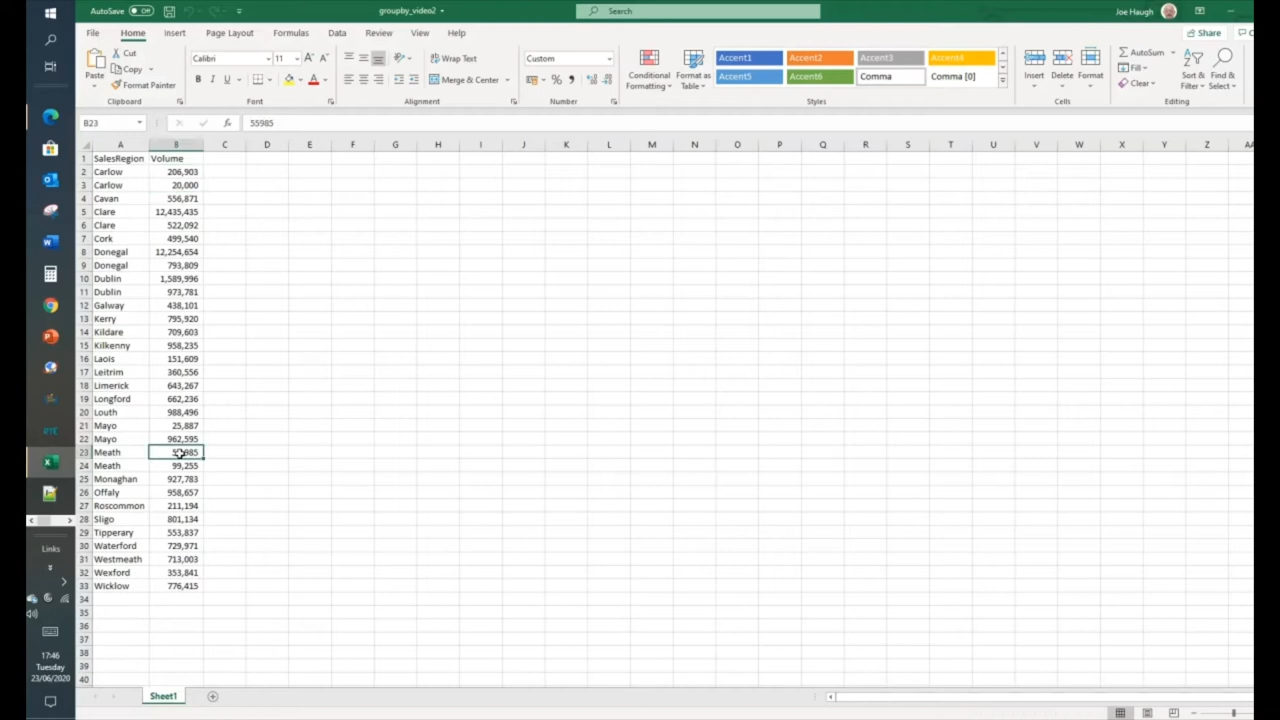 AutoSave Off groupby_video2 Search Joe Haugh
File Home Insert Page Layout Formulas Data Review View Help Share
Paste Cut Copy Format Painter Calibri 11 Wrap Text Merge & Center Custom Conditional Formatting Format as Table Accent1 Accent2 Accent3 Accent4 Accent5 Accent6 Comma Comma [0] Insert Delete Format AutoSum Fill Clear Sort & Filter Find & Select
Clipboard Font Alignment Number Styles Cells Editing
B23 fx 55985
A B C D E F G H I J K L M N O P Q R S T U V W X Y Z
1 SalesRegion Volume
2 Carlow 206,903
3 Carlow 20,000
4 Cavan 556,871
5 Clare 12,435,435
6 Clare 522,092
7 Cork 499,540
8 Donegal 12,254,654
9 Donegal 793,809
10 Dublin 1,589,996
11 Dublin 973,781
12 Galway 438,101
13 Kerry 795,920
14 Kildare 709,603
15 Kilkenny 958,235
16 Laois 151,609
17 Leitrim 360,556
18 Limerick 643,267
19 Longford 662,236
20 Louth 988,496
21 Mayo 25,887
22 Mayo 962,595
23 Meath 55,985
24 Meath 99,255
25 Monaghan 927,783
26 Offaly 958,657
27 Roscommon 211,194
28 Sligo 801,134
29 Tipperary 553,837
30 Waterford 729,971
31 Westmeath 713,003
32 Wexford 353,841
33 Wicklow 776,415
34
35
36
37
38
39
40
Sheet1
RTE
Links
17:46
Tuesday
23/06/2020